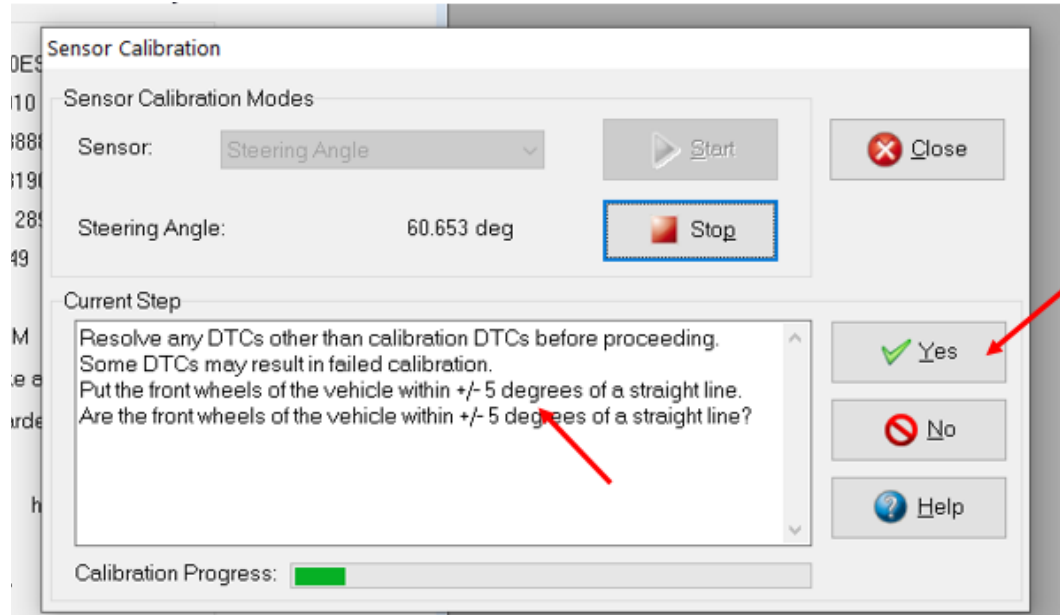 Sensor Calibration
Sensor Calibration Modes
Sensor:
Steering Angle
Start
Close
Steering Angle:
60.653 deg
Stop
Current Step
Resolve any DTCs other than calibration DTCs before proceeding.
Some DTCs may result in failed calibration.
Put the front wheels of the vehicle within +/- 5 degrees of a straight line.
Are the front wheels of the vehicle within +/- 5 degrees of a straight line?
Yes
No
Help
Calibration Progress: